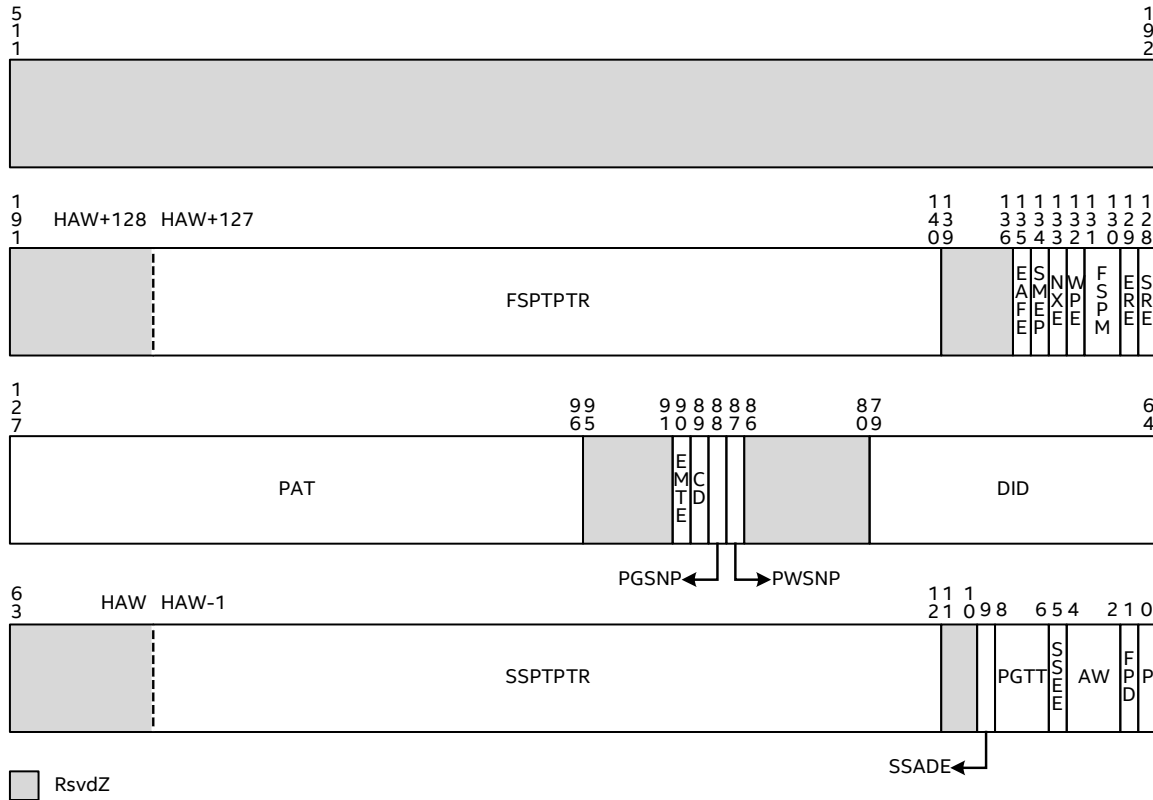 511 192
191 HAW+128 HAW+127 140 139 136 135 134 133 132 131 130 129 128
FSPTPTR EAFE SMEP NXE WPE FSPM ERE SRE
127 96 95 91 90 89 88 87 86 80 79 64
PAT EMTE CD DID
PGSNP PWSNP
63 HAW HAW-1 12 11 10 9 8 6 5 4 2 1 0
SSPTPTR PGTT SSEE AW FPD P
SSADE
RsvdZ